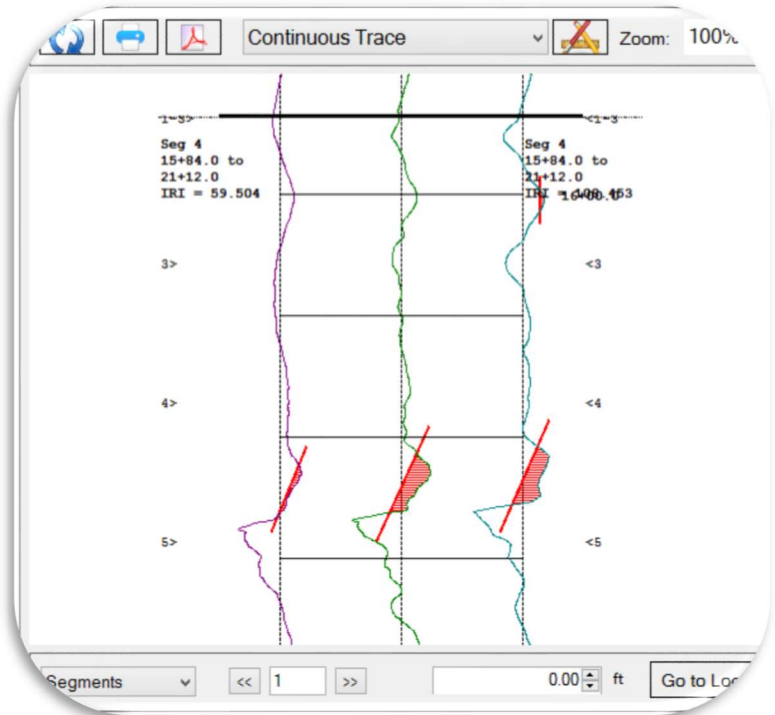 Continuous Trace Zoom: 100%
1-3> <1-3
Seg 4 Seg 4
15+84.0 to 15+84.0 to
21+12.0 21+12.0
IRI = 59.504 IRI =
3> <3
4> <4
5> <5
Segments << 1 >> 0.00 ft Go to